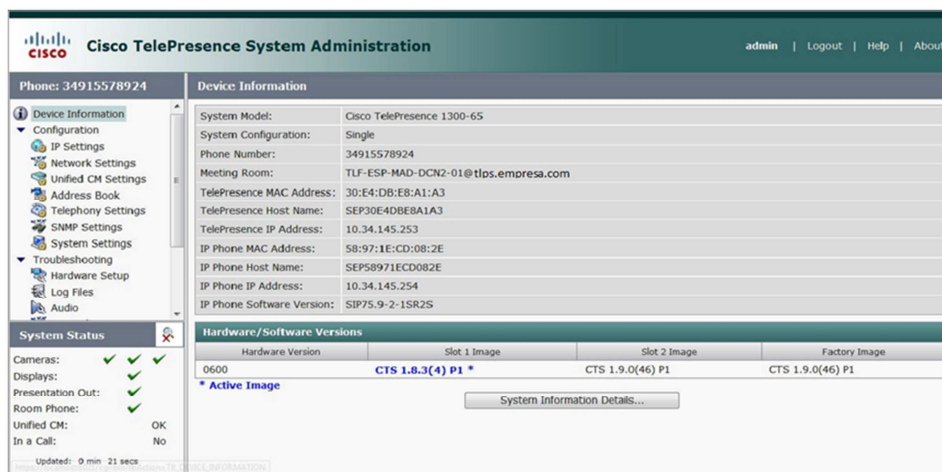 CISCO
Cisco TelePresence System Administration
admin | Logout | Help | About
Phone: 34915578924
Device Information
Configuration
IP Settings
Network Settings
Unified CM Settings
Address Book
Telephony Settings
SNMP Settings
System Settings
Troubleshooting
Hardware Setup
Log Files
Audio
System Status
Cameras:
Displays:
Presentation Out:
Room Phone:
Unified CM: OK
In a Call: No
Updated: 0 min 21 secs
Device Information
System Model: Cisco TelePresence 1300-65
System Configuration: Single
Phone Number: 34915578924
Meeting Room: TLF-ESP-MAD-DCN2-01@tlps.empresa.com
TelePresence MAC Address: 30:E4:DB:E8:A1:A3
TelePresence Host Name: SEP30E4DBE8A1A3
TelePresence IP Address: 10.34.145.253
IP Phone MAC Address: 58:97:1E:CD:08:2E
IP Phone Host Name: SEP58971ECD082E
IP Phone IP Address: 10.34.145.254
IP Phone Software Version: SIP75.9-2-1SR2S
Hardware/Software Versions
Hardware Version Slot 1 Image Slot 2 Image Factory Image
0600 CTS 1.8.3(4) P1 * CTS 1.9.0(46) P1 CTS 1.9.0(46) P1
* Active Image
System Information Details...